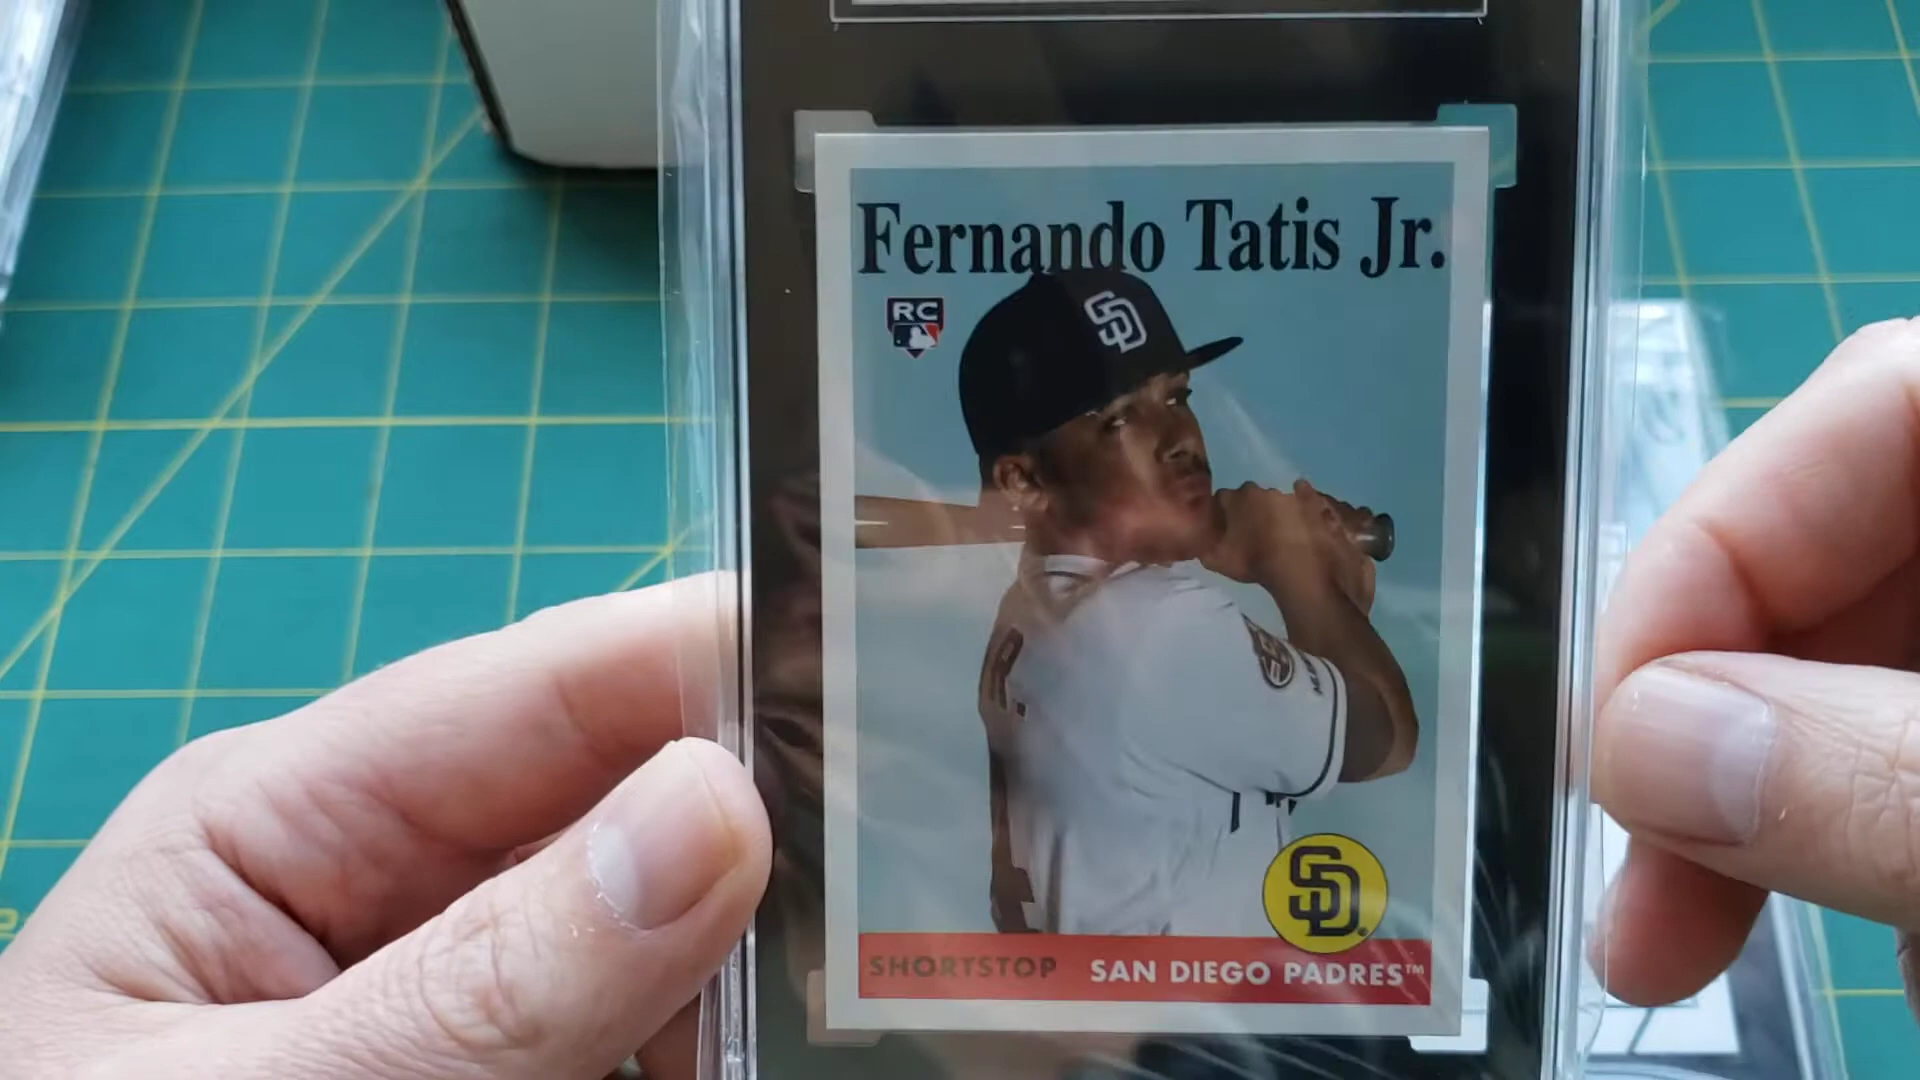 Fernando Tatis Jr.
RC
SD
R.
SD
SHORTSTOP SAN DIEGO PADRES™